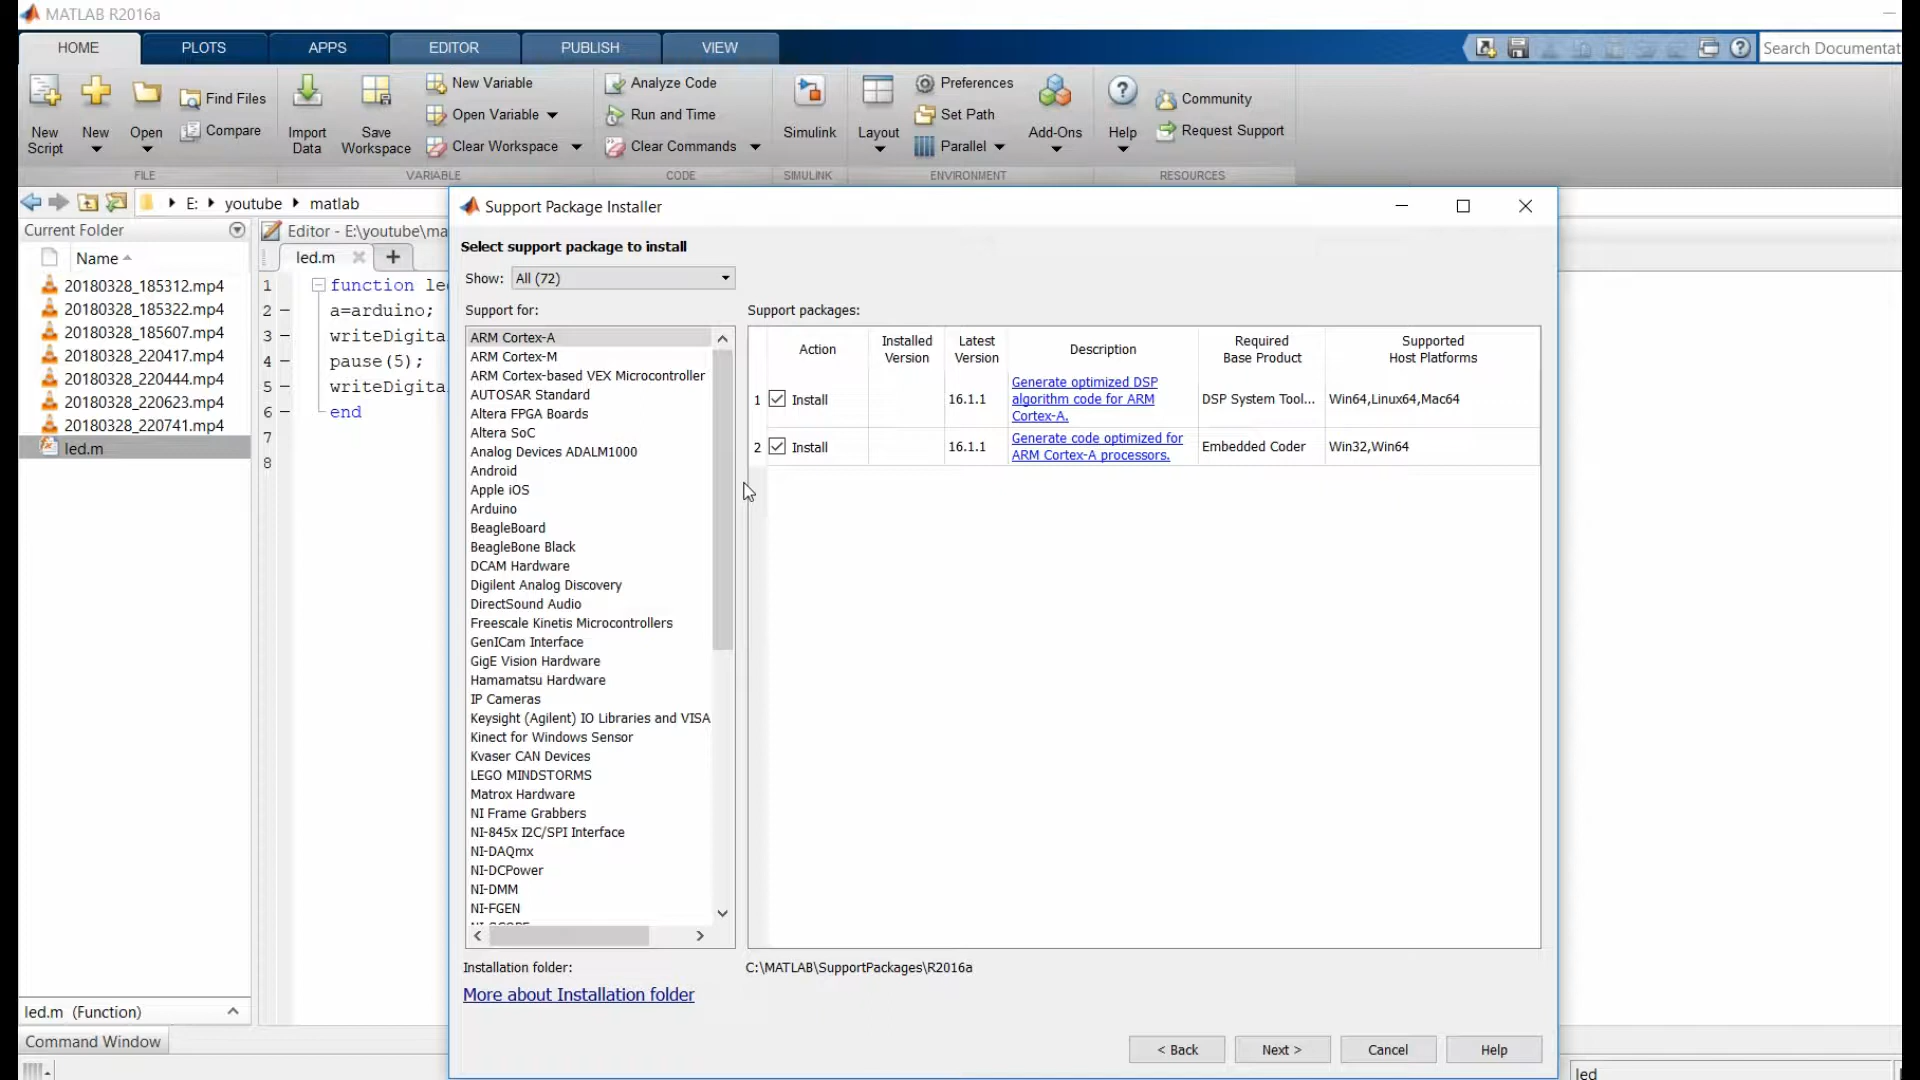 MATLAB R2016a
HOME PLOTS APPS EDITOR PUBLISH VIEW
Search Documentat
New Script
New
Open
Find Files
Compare
Import Data
Save Workspace
New Variable
Open Variable
Clear Workspace
Analyze Code
Run and Time
Clear Commands
Simulink
Layout
Preferences
Set Path
Parallel
Add-Ons
Help
Community
Request Support
FILE VARIABLE CODE SIMULINK ENVIRONMENT RESOURCES
E: youtube matlab
Current Folder
Name
20180328_185312.mp4
20180328_185322.mp4
20180328_185607.mp4
20180328_220417.mp4
20180328_220444.mp4
20180328_220623.mp4
20180328_220741.mp4
led.m
led.m (Function)
Command Window
Editor - E:\youtube\ma
led.m
1 function le
2 a=arduino;
3 writeDigita
4 pause(5);
5 writeDigita
6 end
7
8
Support Package Installer
Select support package to install
Show: All (72)
Support for:
ARM Cortex-A
ARM Cortex-M
ARM Cortex-based VEX Microcontroller
AUTOSAR Standard
Altera FPGA Boards
Altera SoC
Analog Devices ADALM1000
Android
Apple iOS
Arduino
BeagleBoard
BeagleBone Black
DCAM Hardware
Digilent Analog Discovery
DirectSound Audio
Freescale Kinetis Microcontrollers
GenICam Interface
GigE Vision Hardware
Hamamatsu Hardware
IP Cameras
Keysight (Agilent) IO Libraries and VISA
Kinect for Windows Sensor
Kvaser CAN Devices
LEGO MINDSTORMS
Matrox Hardware
NI Frame Grabbers
NI-845x I2C/SPI Interface
NI-DAQmx
NI-DCPower
NI-DMM
NI-FGEN
Support packages:
Action
Installed Version
Latest Version
Description
Required Base Product
Supported Host Platforms
1 Install 16.1.1 Generate optimized DSP algorithm code for ARM Cortex-A. DSP System Tool... Win64,Linux64,Mac64
2 Install 16.1.1 Generate code optimized for ARM Cortex-A processors. Embedded Coder Win32,Win64
Installation folder: C:\MATLAB\SupportPackages\R2016a
More about Installation folder
< Back Next > Cancel Help
led